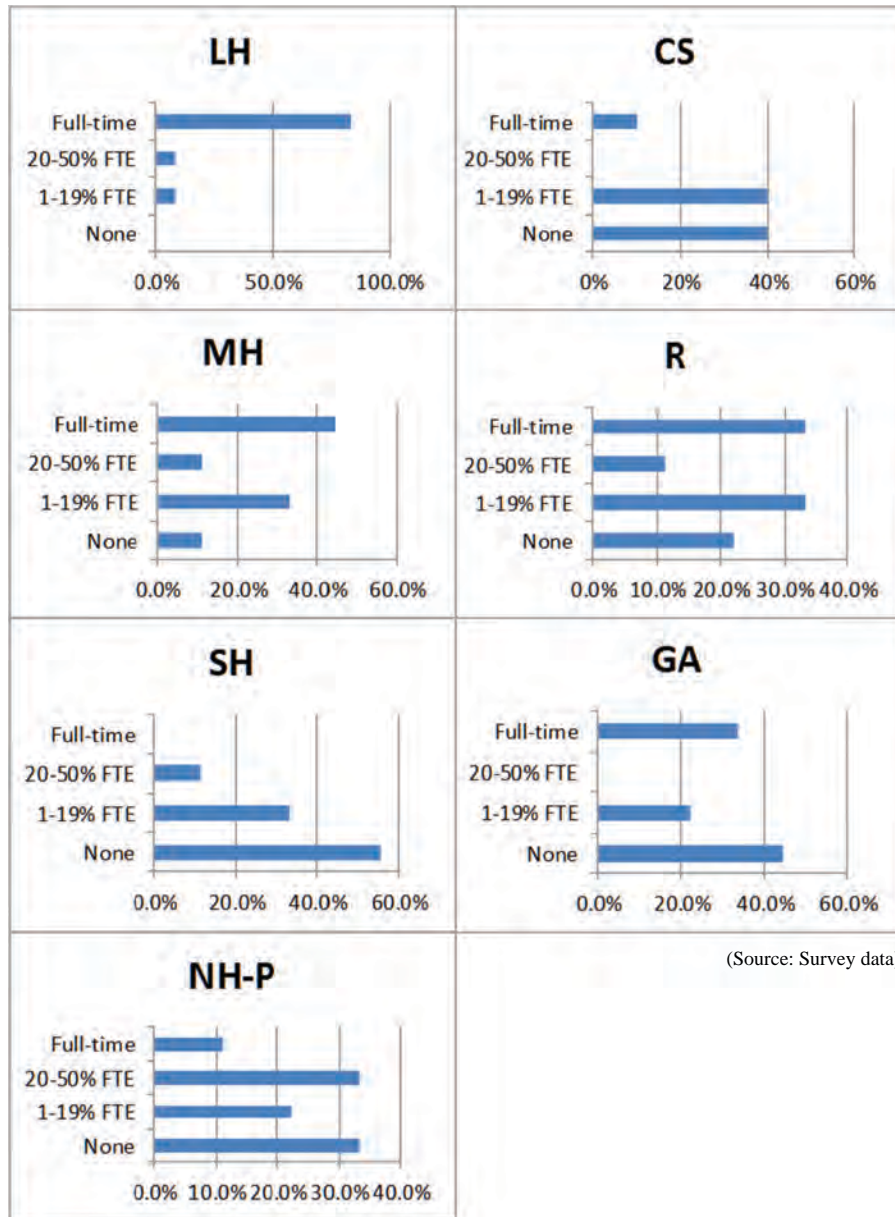 LH
Full-time
20-50% FTE
1-19% FTE
None
0.0% 50.0% 100.0%
CS
Full-time
20-50% FTE
1-19% FTE
None
0% 20% 40% 60%
MH
Full-time
20-50% FTE
1-19% FTE
None
0.0% 20.0% 40.0% 60.0%
R
Full-time
20-50% FTE
1-19% FTE
None
0.0% 10.0% 20.0% 30.0% 40.0%
SH
Full-time
20-50% FTE
1-19% FTE
None
0.0% 20.0% 40.0% 60.0%
GA
Full-time
20-50% FTE
1-19% FTE
None
0.0% 20.0% 40.0% 60.0%
NH-P
Full-time
20-50% FTE
1-19% FTE
None
0.0% 10.0% 20.0% 30.0% 40.0%
(Source: Survey data